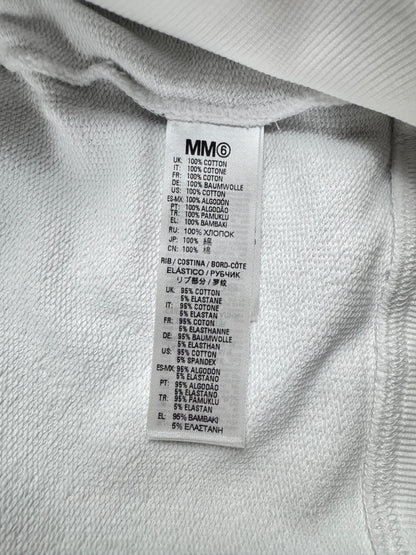 MM⑥
UK: 100% COTTON
IT: 100% COTONE
FR: 100% COTON
DE: 100% BAUMWOLLE
US: 100% COTTON
ES-MX: 100% ALGODÓN
PT: 100% ALGODÃO
TR: 100% PAMUKLU
RU: 100% ХЛОПОК
JP: 100% 綿
CN: 100% 棉
RIB / COSTINA / BORD-CÔTE
ELÁSTICO / РУБЧИК
リブ部分 / 罗纹
UK: 95% COTTON
5% ELASTANE
IT: 95% COTONE
5% ELASTAN
FR: 95% COTON
5% ELASTHANNE
DE: 95% BAUMWOLLE
5% ELASTHAN
US: 95% COTTON
5% SPANDEX
ES-MX: 95% ALGODÓN
5% ELASTANO
PT: 95% ALGODÃO
5% ELASTANO
TR: 95% PAMUKLU
5% ELASTAN
EL: 95% ΒΑΜΒΑΚΙ
5% ΕΛΑΣΤΑΝΗ